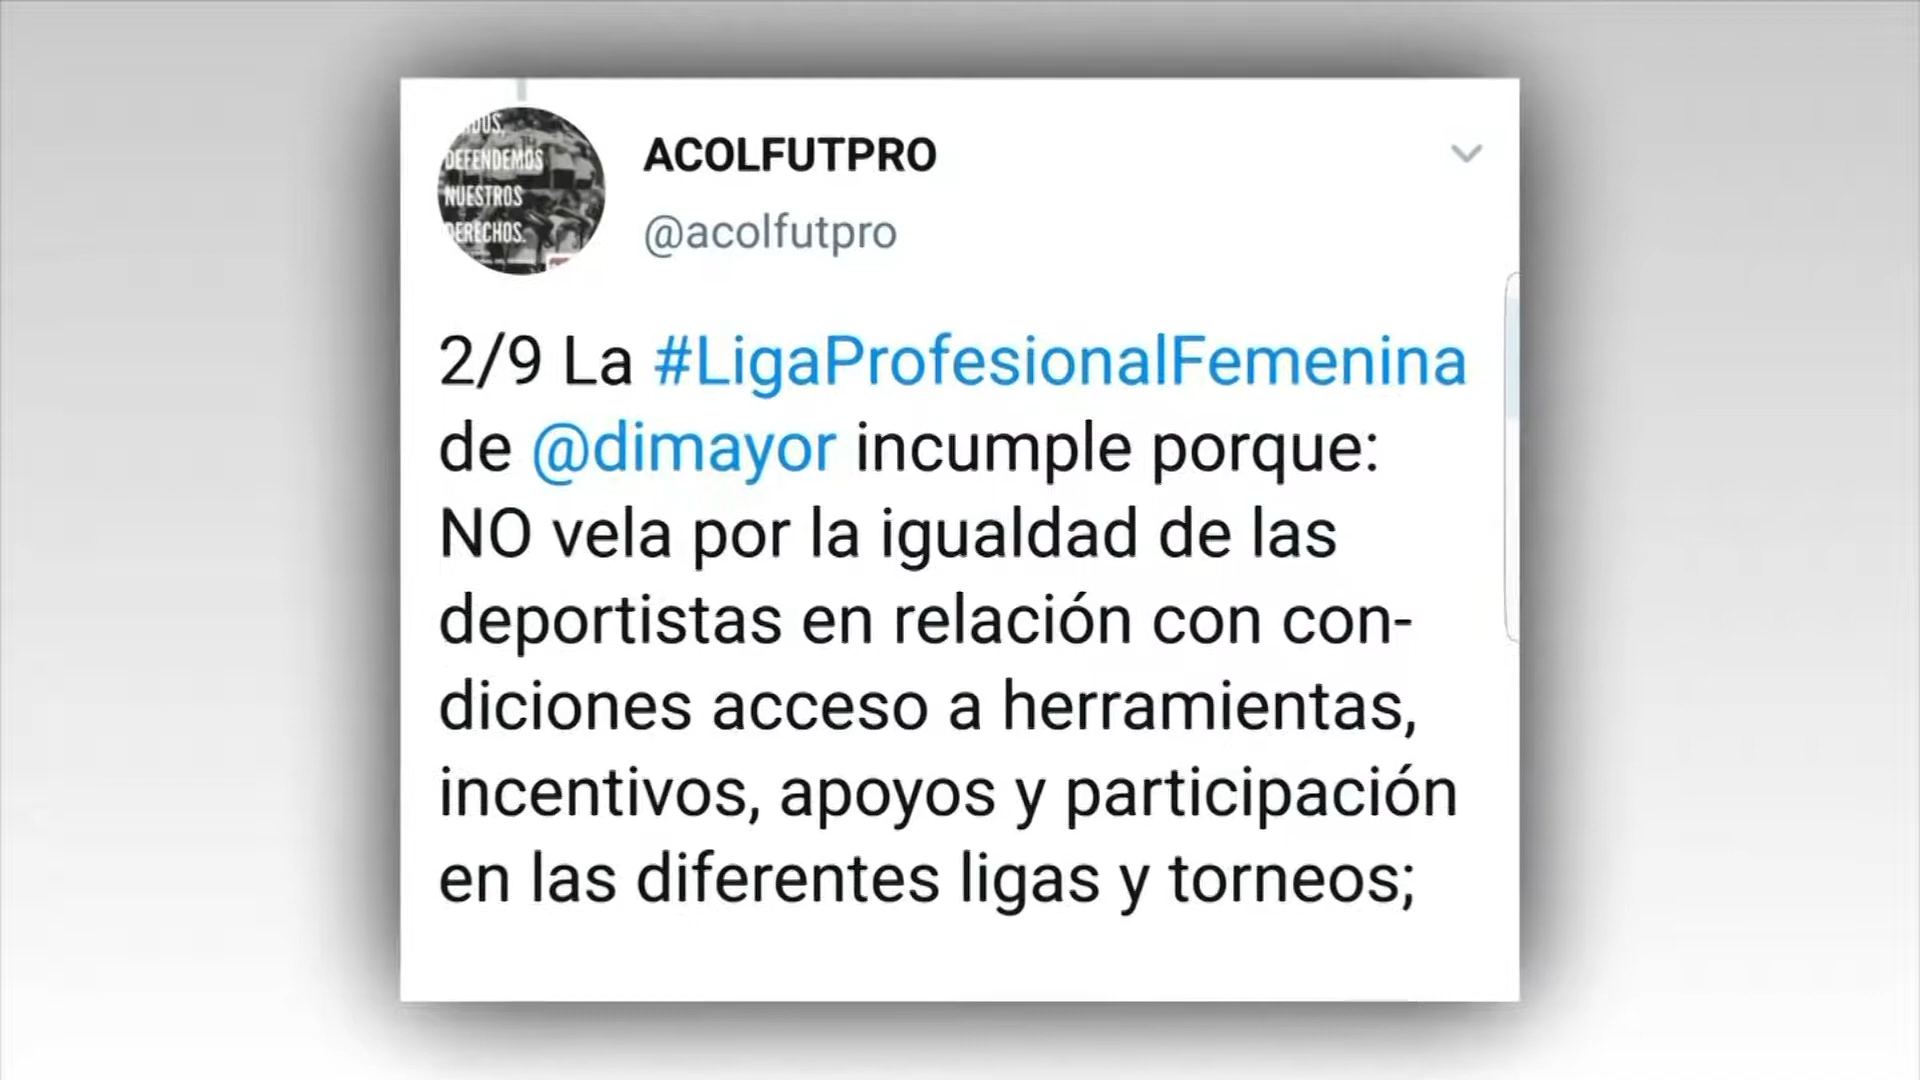 DEFENDEMOS
NUESTROS
DERECHOS.
ACOLFUTPRO
@acolfutpro
2/9 La #LigaProfesionalFemenina
de @dimayor incumple porque:
NO vela por la igualdad de las
deportistas en relación con con-
diciones acceso a herramientas,
incentivos, apoyos y participación
en las diferentes ligas y torneos;